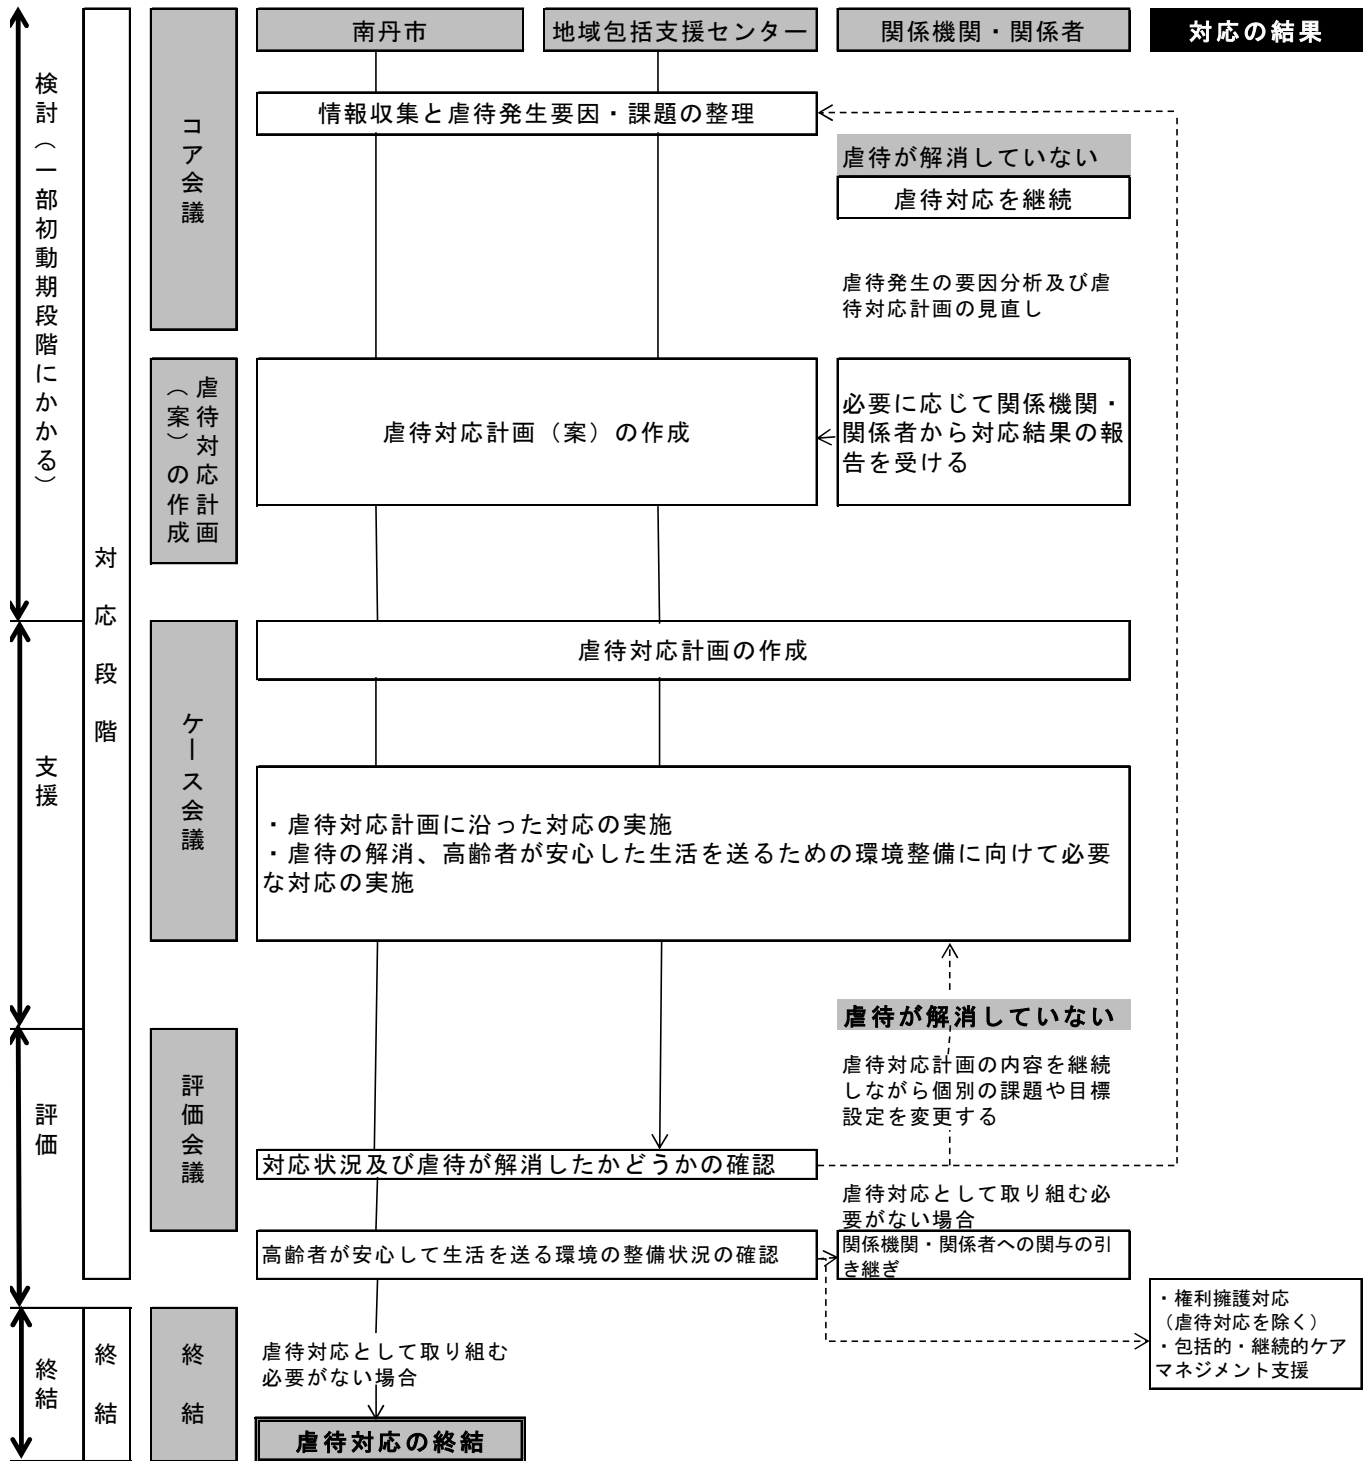 南丹市
地域包括支援センター
関係機関・関係者
対応の結果
検討（一部初動期段階にかかる）
コア会議
情報収集と虐待発生要因・課題の整理
虐待が解消していない
虐待対応を継続
虐待発生の要因分析及び虐
待対応計画の見直し
虐待対応計画
（案）の作成
虐待対応計画（案）の作成
必要に応じて関係機関・
関係者から対応結果の報
告を受ける
対応段階
支援
ケース会議
虐待対応計画の作成
・虐待対応計画に沿った対応の実施
・虐待の解消、高齢者が安心した生活を送るための環境整備に向けて必要
な対応の実施
虐待が解消していない
虐待対応計画の内容を継続
しながら個別の課題や目標
設定を変更する
評価
評価会議
対応状況及び虐待が解消したかどうかの確認
虐待対応として取り組む必
要がない場合
高齢者が安心して生活を送る環境の整備状況の確認
関係機関・関係者への関与の引
き継ぎ
・権利擁護対応
（虐待対応を除く）
・包括的・継続的ケア
マネジメント支援
終結
終結
終結
虐待対応として取り組む
必要がない場合
虐待対応の終結